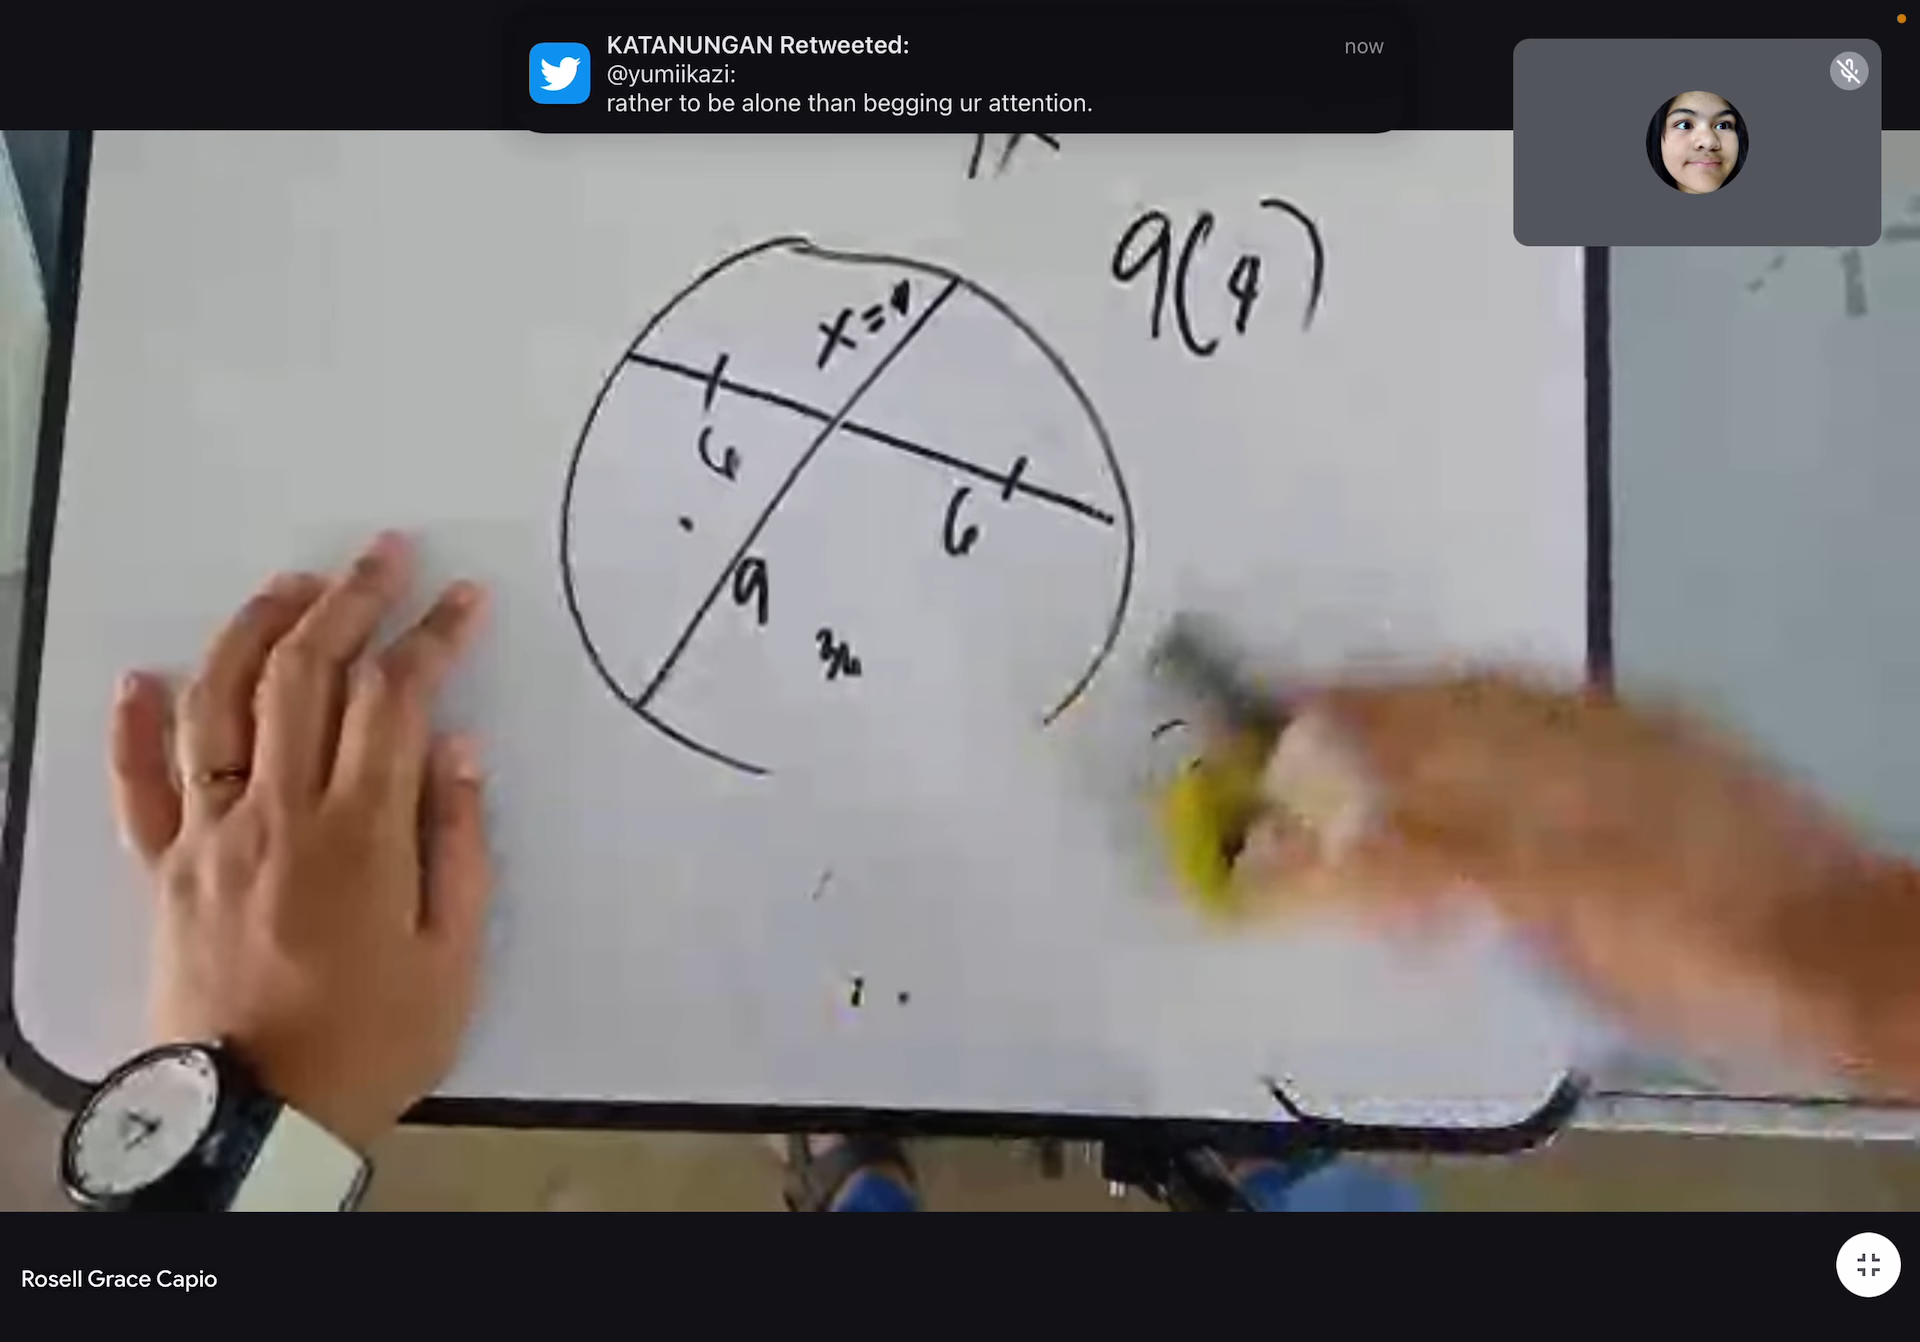 KATANUNGAN Retweeted:
now
@yumiikazi:
rather to be alone than begging ur attention.
9(4)
x=4
6
6
9
36
Rosell Grace Capio